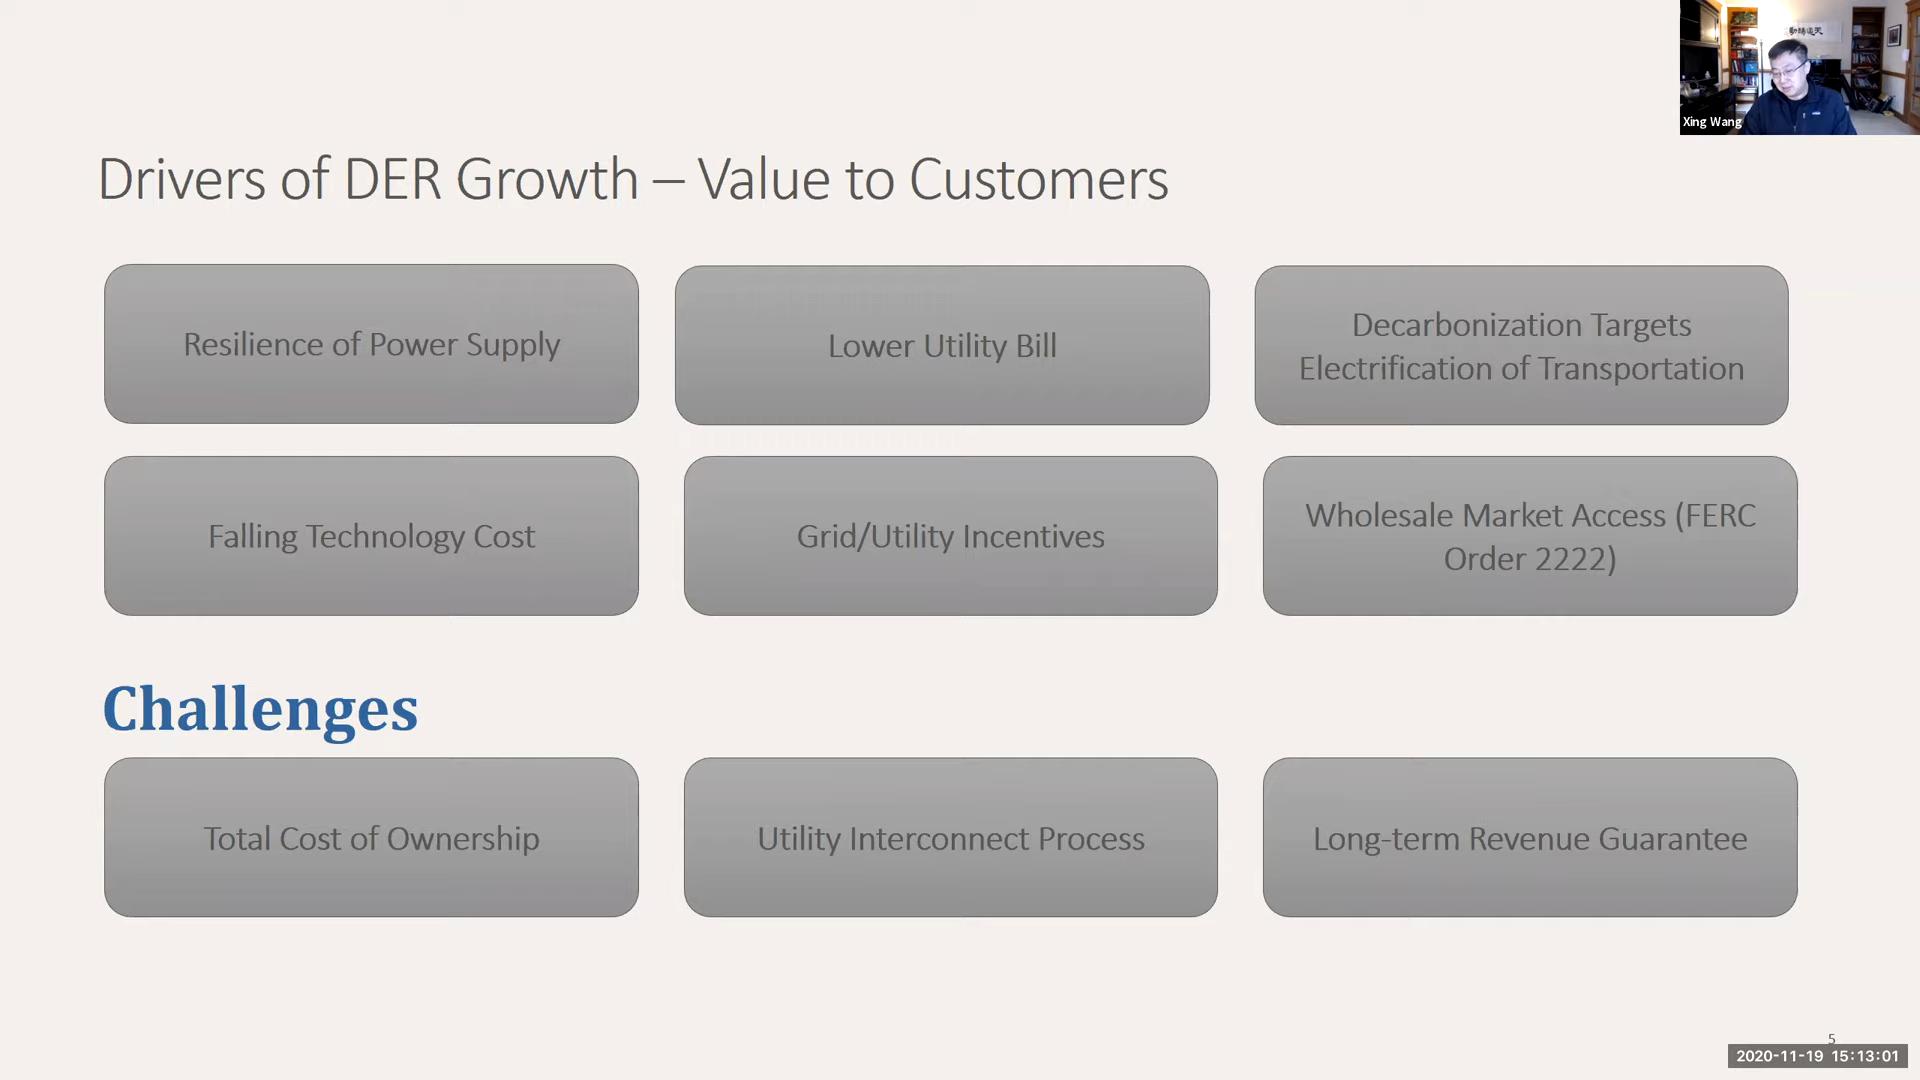 Xing Wang
Drivers of DER Growth – Value to Customers
Resilience of Power Supply
Lower Utility Bill
Decarbonization Targets
Electrification of Transportation
Falling Technology Cost
Grid/Utility Incentives
Wholesale Market Access (FERC
Order 2222)
Challenges
Total Cost of Ownership
Utility Interconnect Process
Long-term Revenue Guarantee
5
2020-11-19 15:13:01